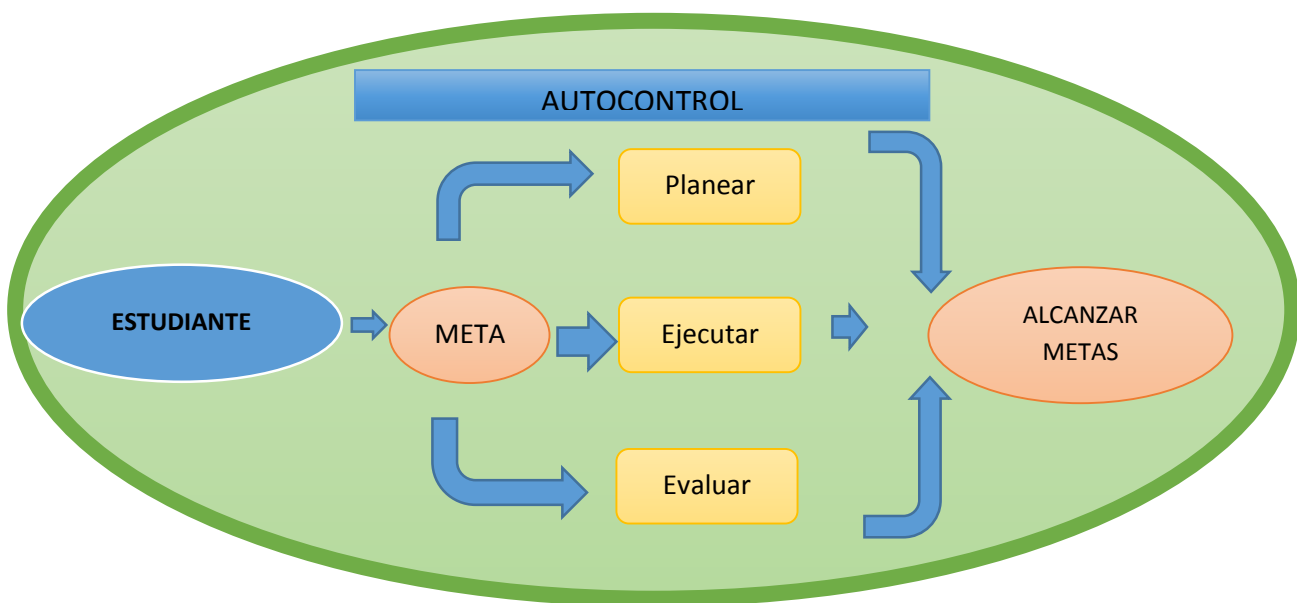 AUTOCONTROL
Planear
ESTUDIANTE
META
Ejecutar
ALCANZAR
METAS
Evaluar